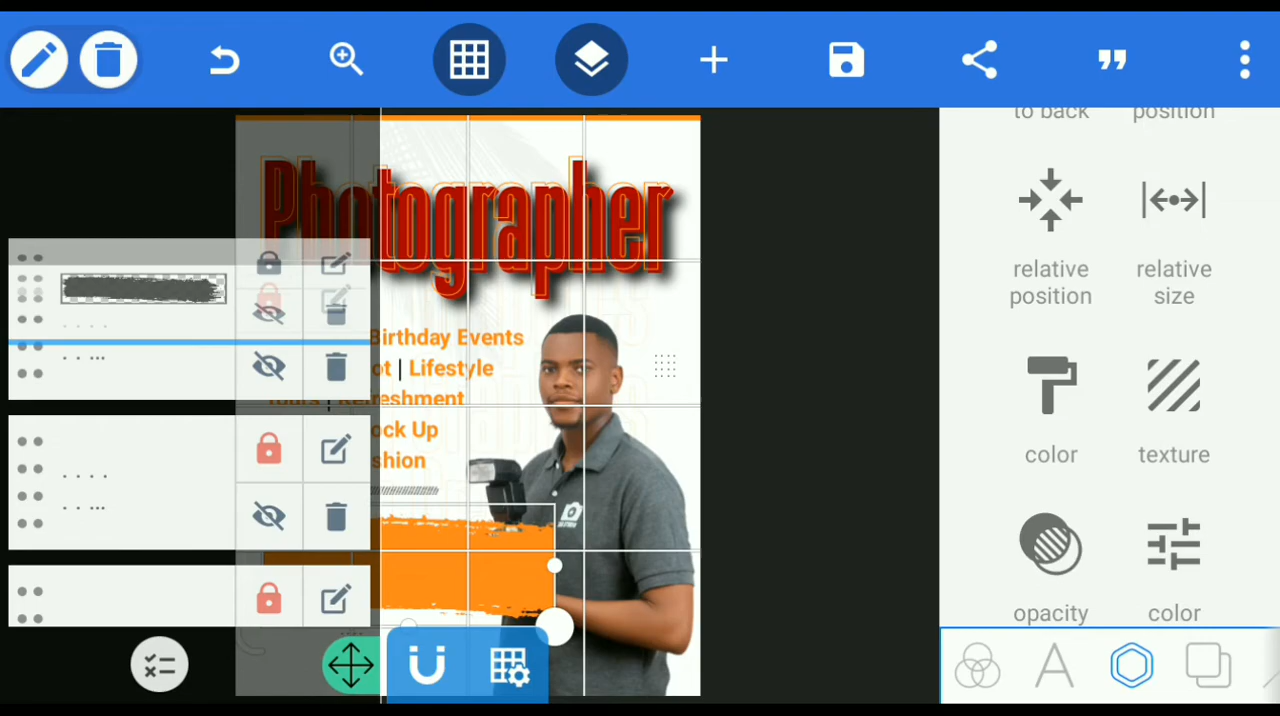 Photographer
Birthday Events
ot | Lifestyle
Tours | Refreshment
ock Up
shion
to back
position
relative
position
relative
size
color
texture
opacity
color